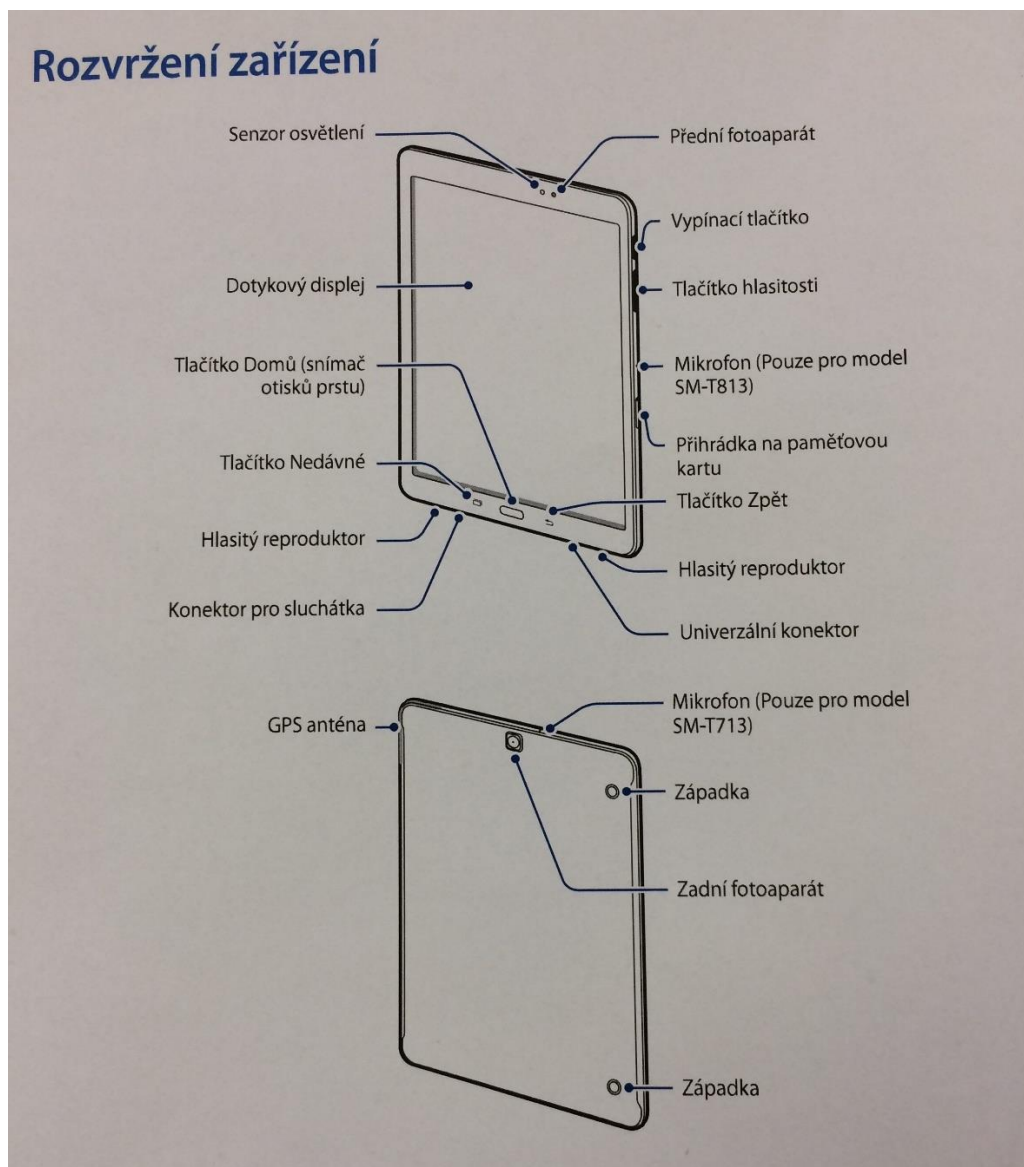 Rozvržení zařízení
Senzor osvětlení
Přední fotoaparát
Vypínací tlačítko
Dotykový displej
Tlačítko hlasitosti
Tlačítko Domů (snímač
otisků prstu)
Mikrofon (Pouze pro model
SM-T813)
Přihrádka na paměťovou
kartu
Tlačítko Nedávné
Tlačítko Zpět
Hlasitý reproduktor
Hlasitý reproduktor
Konektor pro sluchátka
Univerzální konektor
GPS anténa
Mikrofon (Pouze pro model
SM-T713)
Západka
Zadní fotoaparát
Západka